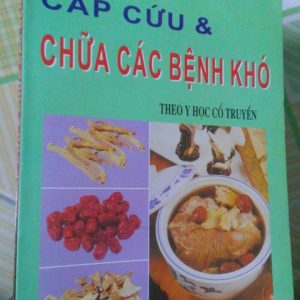 CẤP CỨU &
CHỮA CÁC BỆNH KHÓ
THEO Y HỌC CỔ TRUYỀN